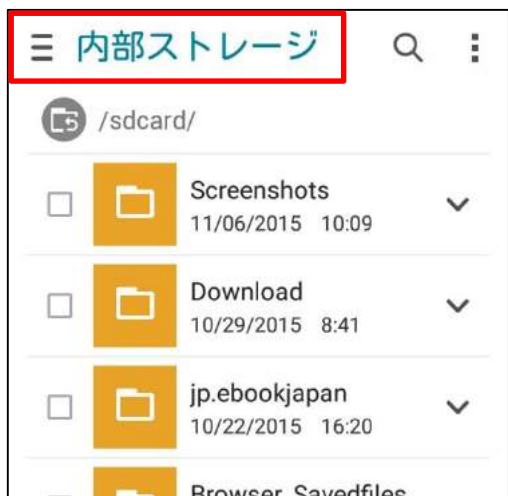 内部ストレージ
/sdcard/
Screenshots
11/06/2015 10:09
Download
10/29/2015 8:41
jp.ebookjapan
10/22/2015 16:20
Browser_Savedfiles